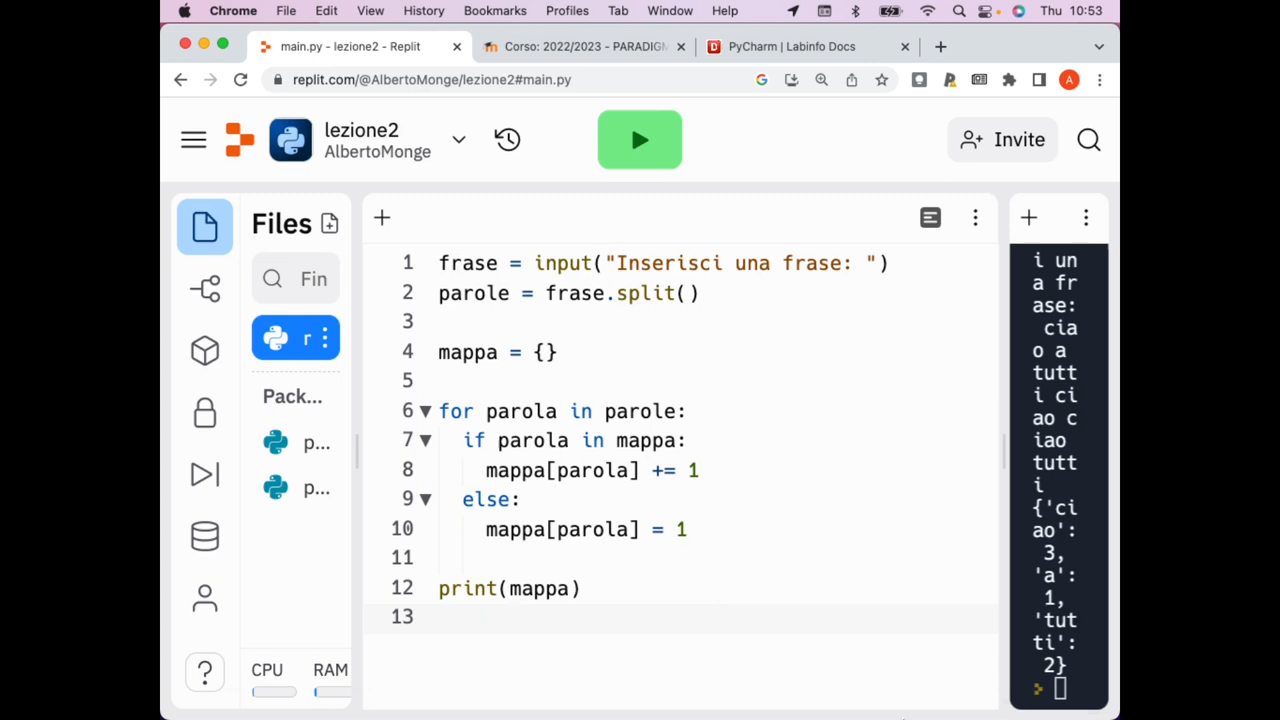 Chrome File Edit View History Bookmarks Profiles Tab Window Help Thu 10:53
main.py - lezione2 - Replit
Corso: 2022/2023 - PARADIGM
PyCharm | Labinfo Docs
replit.com/@AlbertoMonge/lezione2#main.py
A
lezione2
AlbertoMonge
Invite
Files
Fin
r
Pack...
p...
p...
CPU RAM
1 frase = input("Inserisci una frase: ")
2 parole = frase.split()
3
4 mappa = {}
5
6 for parola in parole:
7 if parola in mappa:
8 mappa[parola] += 1
9 else:
10 mappa[parola] = 1
11
12 print(mappa)
13
i un
a fr
ase:
cia
o a
tutt
i ci
ao c
iao
tutt
i
{'ci
ao':
3,
'a':
1,
'tut
ti':
2}